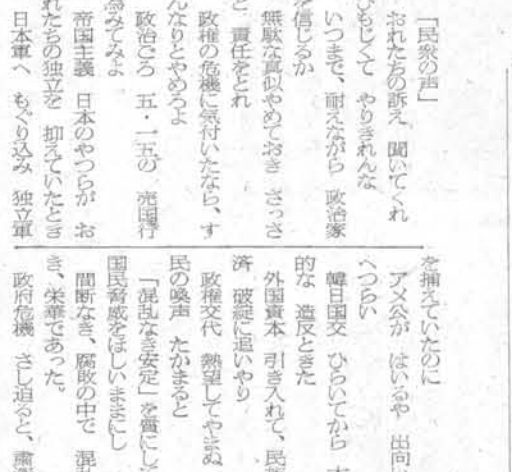 「民衆の声」
おれたちの訴え 聞いてくれ
ひもじくて やりきれんな
いつまで、耐えながら 政治家
を信じるか
無駄な真似やめておき さっさ
と 責任をとれ
政権の危機に気付いたなら、す
んなりとやめろよ
政治ごろ 五・一五の 売国行
為みてみよ
帝国主義 日本のやつらが お
れたちの独立を 抑えていたとき
日本軍へ もぐり込み 独立軍
を捕えていたのに
アメ公が はいるや 出向
へつらい
韓日国交 ひらいてから
的な 造反ときた
外国資本 引き入れて、民
済 破綻に追いやり
政権交代 熱望してやまぬ
民の喚声 たかまると
「混乱なき安定」を質にし
国民脅威をほしいままにし
間断なき、腐敗の中で 混
き、栄華であった。
政府危機 さし迫ると、粛